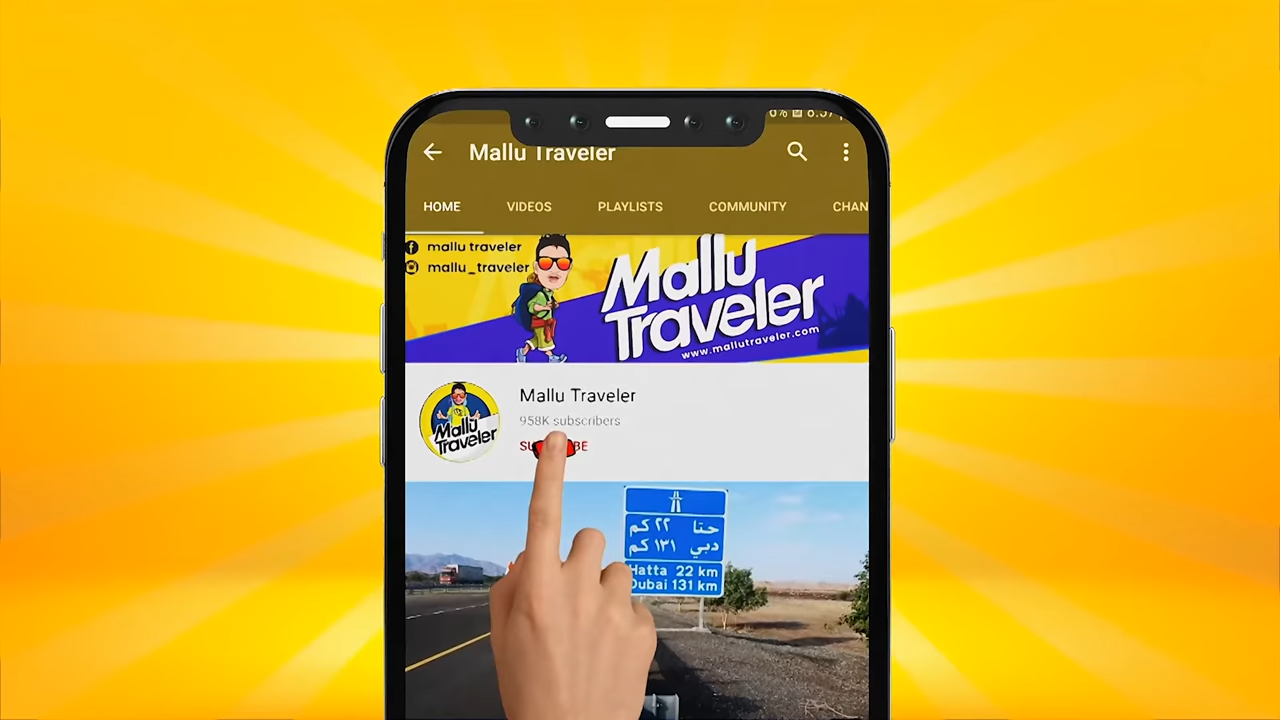 Mallu Traveler
HOME VIDEOS PLAYLISTS COMMUNITY CHAN
mallu traveler
mallu_traveler
Mallu
Traveler
www.mallutraveler.com
Mallu
Traveler
Mallu Traveler
958K subscribers
حتا ٢٢ كم
دبي ١٣١ كم
Hatta 22 km
Dubai 131 km